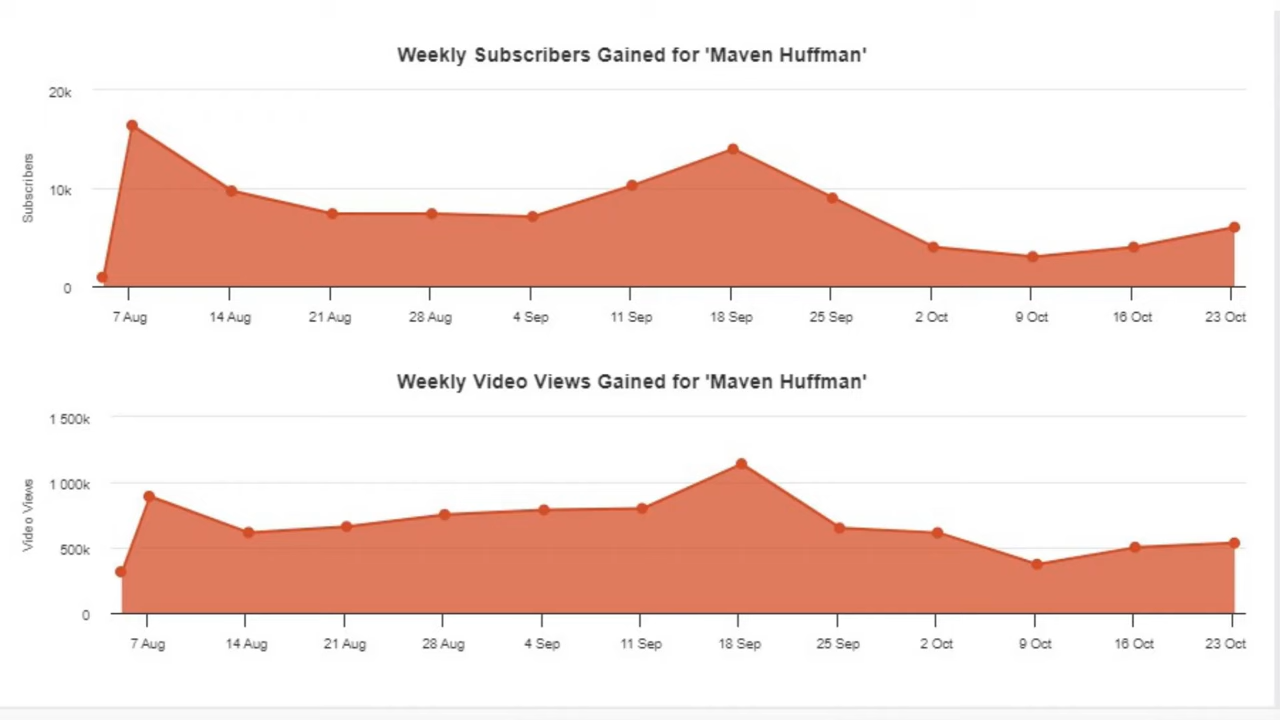 Weekly Subscribers Gained for 'Maven Huffman'
20k
10k
0
Subscribers
7 Aug 14 Aug 21 Aug 28 Aug 4 Sep 11 Sep 18 Sep 25 Sep 2 Oct 9 Oct 16 Oct 23 Oct
Weekly Video Views Gained for 'Maven Huffman'
1 500k
1 000k
500k
0
Video Views
7 Aug 14 Aug 21 Aug 28 Aug 4 Sep 11 Sep 18 Sep 25 Sep 2 Oct 9 Oct 16 Oct 23 Oct